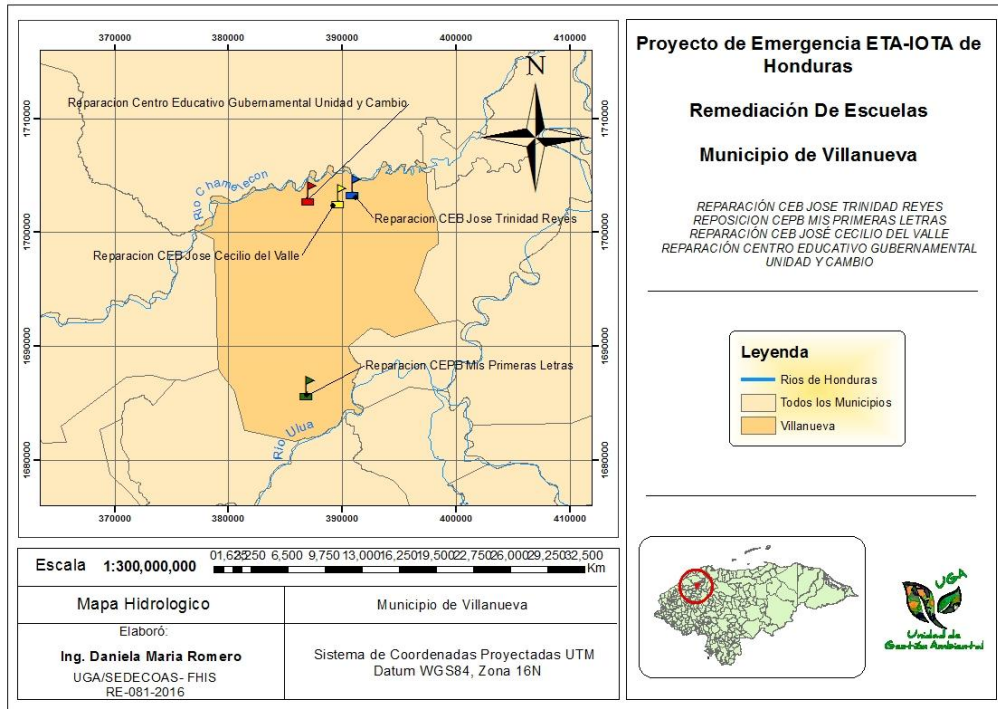 370000 380000 390000 400000 410000
1710000
1700000
1690000
1680000
1710000
1700000
1690000
1680000
370000 380000 390000 400000 410000
N
Reparacion Centro Educativo Gubernamental Unidad y Cambio
Rio Chamelecon
Reparacion CEB Jose Trinidad Reyes
Reparacion CEB Jose Cecilio del Valle
Reparacion CEPB Mis Primeras Letras
Rio Ulua
Proyecto de Emergencia ETA-IOTA de
Honduras
Remediación De Escuelas
Municipio de Villanueva
REPARACIÓN CEB JOSE TRINIDAD REYES
REPOSICION CEPB MIS PRIMERAS LETRAS
REPARACIÓN CEB JOSÉ CECILIO DEL VALLE
REPARACIÓN CENTRO EDUCATIVO GUBERNAMENTAL
UNIDAD Y CAMBIO
Leyenda
Rios de Honduras
Todos los Municipios
Villanueva
Escala 1:300,000,000
6,500 9,750 13,000 16,250 19,500 22,750 26,000 29,250 32,500
Km
Mapa Hidrologico
Municipio de Villanueva
Elaboró:
Ing. Daniela Maria Romero
UGA/SEDECOAS- FHIS
RE-081-2016
Sistema de Coordenadas Proyectadas UTM
Datum WGS84, Zona 16N
UGA
Unidad de
Gestión Ambiental